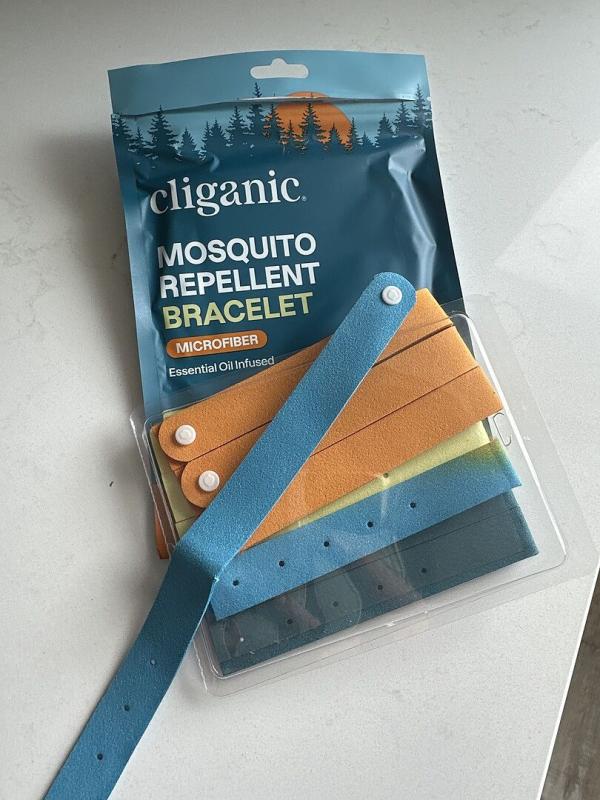 cliganic®
MOSQUITO
REPELLENT
BRACELET
MICROFIBER
Essential Oil Infused